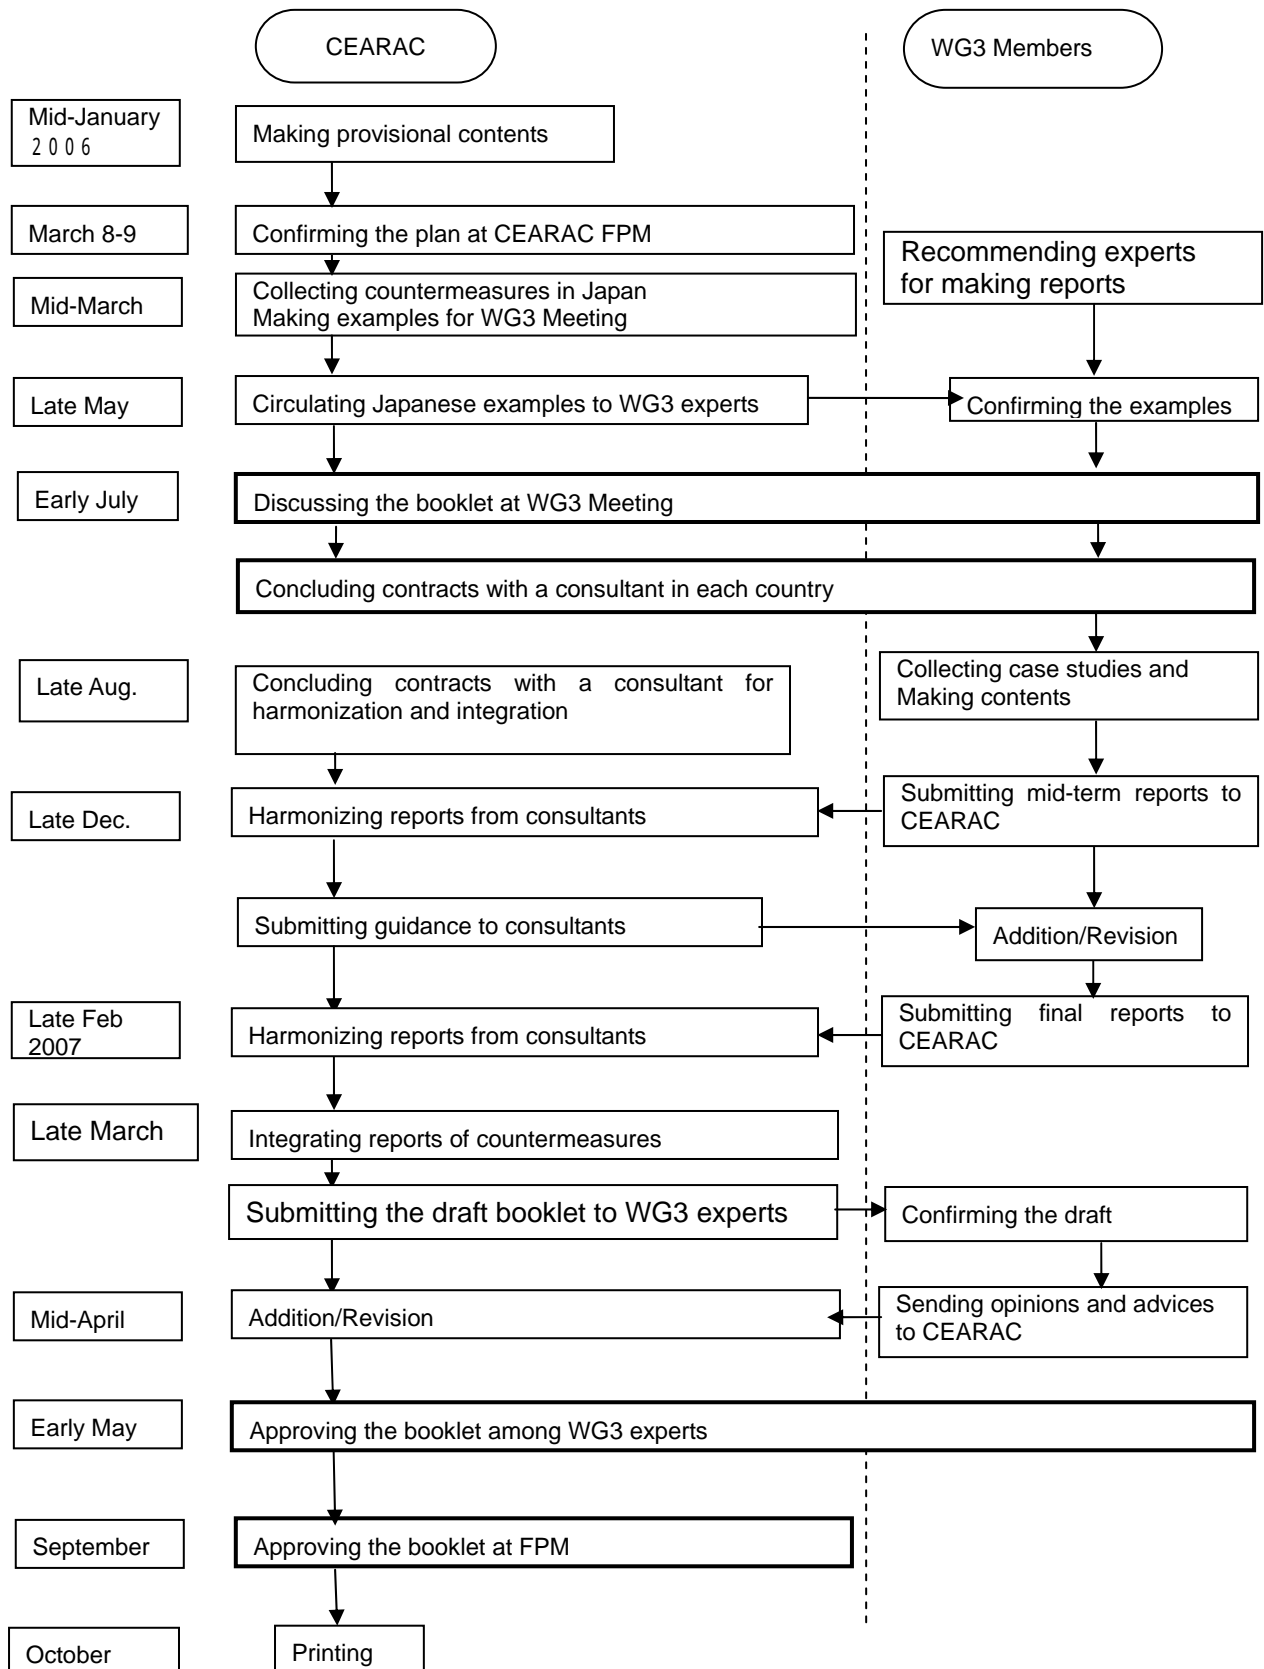 CEARAC
WG3 Members
Mid-January
2006
Making provisional contents
March 8-9
Confirming the plan at CEARAC FPM
Recommending experts
for making reports
Mid-March
Collecting countermeasures in Japan
Making examples for WG3 Meeting
Late May
Circulating Japanese examples to WG3 experts
Confirming the examples
Early July
Discussing the booklet at WG3 Meeting
Concluding contracts with a consultant in each country
Late Aug.
Concluding contracts with a consultant for
harmonization and integration
Collecting case studies and
Making contents
Late Dec.
Harmonizing reports from consultants
Submitting mid-term reports to
CEARAC
Submitting guidance to consultants
Addition/Revision
Late Feb
2007
Harmonizing reports from consultants
Submitting final reports to
CEARAC
Late March
Integrating reports of countermeasures
Submitting the draft booklet to WG3 experts
Confirming the draft
Mid-April
Addition/Revision
Sending opinions and advices
to CEARAC
Early May
Approving the booklet among WG3 experts
September
Approving the booklet at FPM
October
Printing